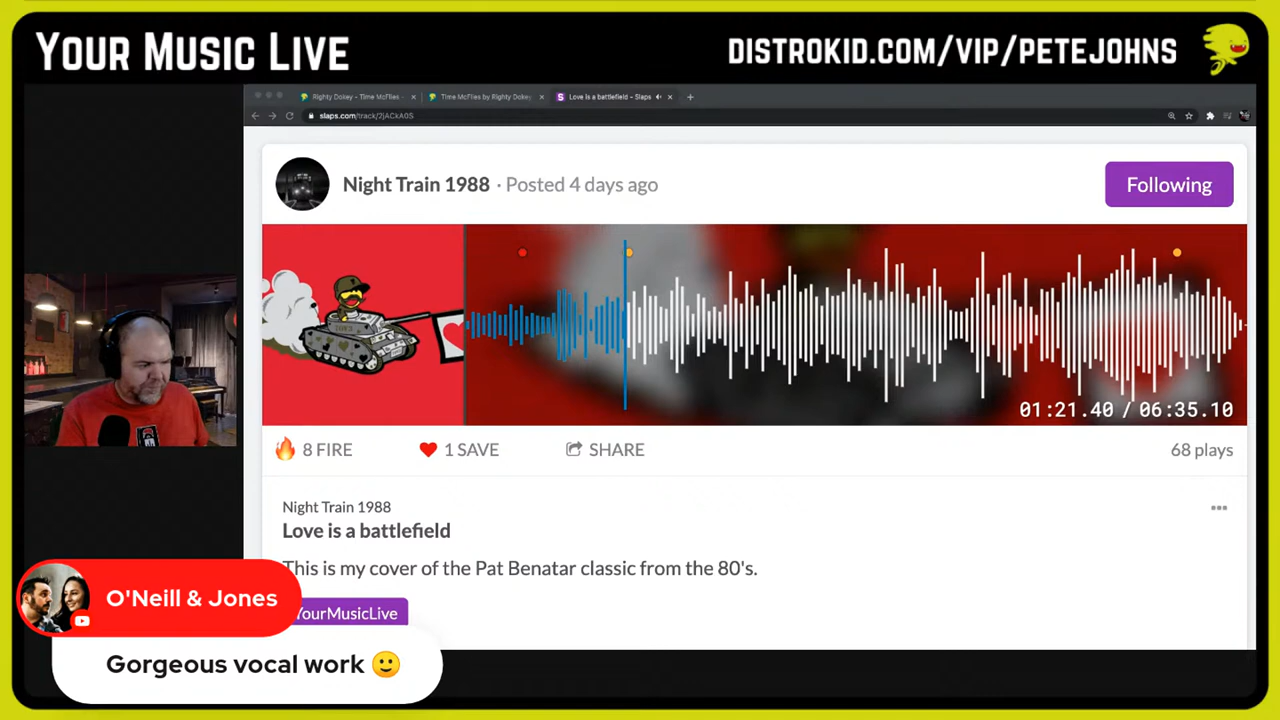 YOUR MUSIC LIVE
DISTROKID.COM/VIP/PETEJOHNS
Righty Dokey - Time McFlies -
Time McFlies by Righty Dokey
Love is a battlefield - Slaps
slaps.com/track/7jACkA0S
Night Train 1988 · Posted 4 days ago
Following
01:21.40 / 06:35.10
8 FIRE
1 SAVE
SHARE
68 plays
Night Train 1988
Love is a battlefield
This is my cover of the Pat Benatar classic from the 80's.
YourMusicLive
O'Neill & Jones
Gorgeous vocal work 🙂